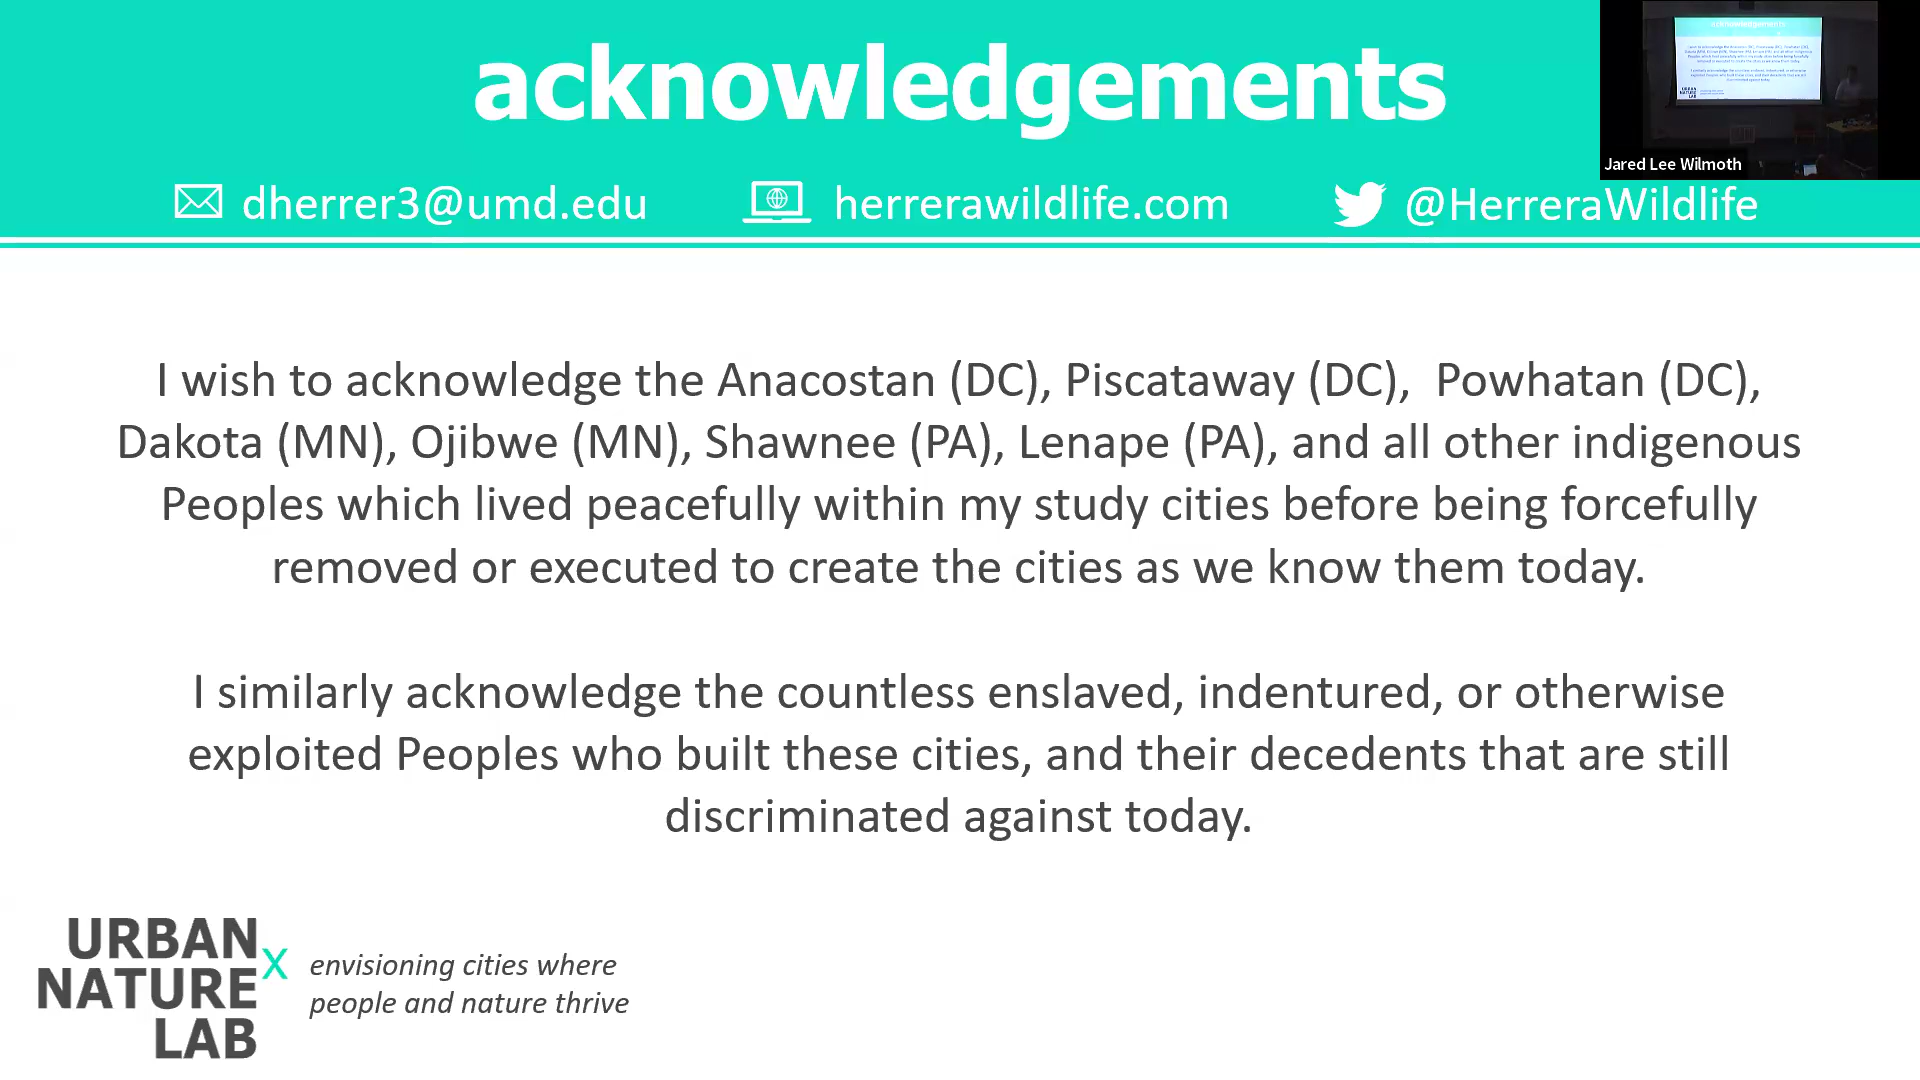 acknowledgements
Jared Lee Wilmoth
dherrer3@umd.edu
herrerawildlife.com
@HerreraWildlife
I wish to acknowledge the Anacostan (DC), Piscataway (DC), Powhatan (DC),
Dakota (MN), Ojibwe (MN), Shawnee (PA), Lenape (PA), and all other indigenous
Peoples which lived peacefully within my study cities before being forcefully
removed or executed to create the cities as we know them today.
I similarly acknowledge the countless enslaved, indentured, or otherwise
exploited Peoples who built these cities, and their decedents that are still
discriminated against today.
URBAN
NATURE
LAB
X
envisioning cities where
people and nature thrive